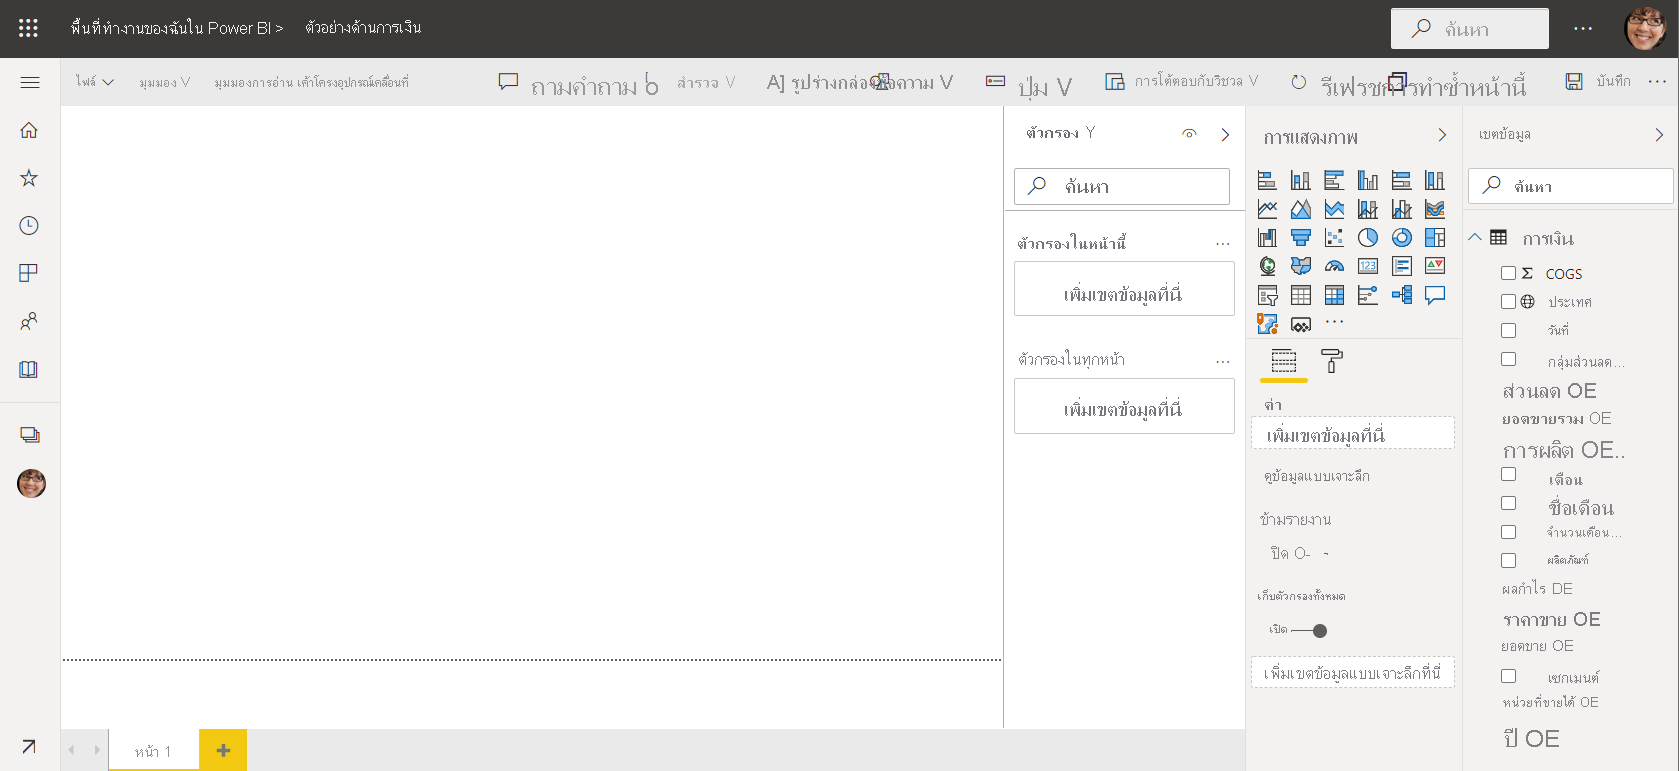 พื้นที่ทำงานของฉันใน Power BI > ตัวอย่างด้านการเงิน
ค้นหา
ไฟล์ มุมมอง V มุมมองการอ่าน เค้าโครงอุปกรณ์เคลื่อนที่ ถามคำถาม สำรวจ V A] รูปร่างกล่องข้อความ V ปุ่ม V การโต้ตอบกับวิชวล V รีเฟรชการทำซ้ำหน้านี้ บันทึก
ตัวกรอง Y
ค้นหา
ตัวกรองในหน้านี้
เพิ่มเขตข้อมูลที่นี่
ตัวกรองในทุกหน้า
เพิ่มเขตข้อมูลที่นี่
การแสดงภาพ
123
ค่า
เพิ่มเขตข้อมูลที่นี่
ดูข้อมูลแบบเจาะลึก
ข้ามรายงาน
ปิด O-
เก็บตัวกรองทั้งหมด
เปิด
เพิ่มเขตข้อมูลแบบเจาะลึกที่นี่
เขตข้อมูล
ค้นหา
การเงิน
Σ COGS
ประเทศ
วันที่
กลุ่มส่วนลด...
ส่วนลด OE
ยอดขายรวม OE
การผลิต OE..
เดือน
ชื่อเดือน
จำนวนเดือน...
ผลิตภัณฑ์
ผลกำไร DE
ราคาขาย OE
ยอดขาย OE
เซกเมนต์
หน่วยที่ขายได้ OE
ปี OE
หน้า 1